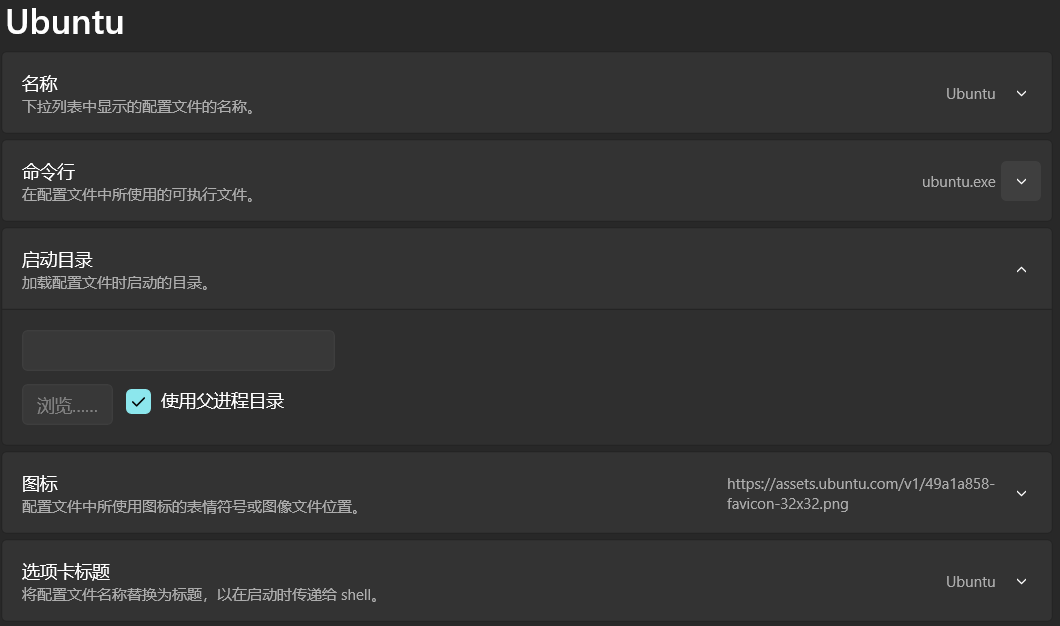 Ubuntu
名称
下拉列表中显示的配置文件的名称。
Ubuntu
命令行
在配置文件中所使用的可执行文件。
ubuntu.exe
启动目录
加载配置文件时启动的目录。
浏览......
使用父进程目录
图标
配置文件中所使用图标的表情符号或图像文件位置。
https://assets.ubuntu.com/v1/49a1a858-
favicon-32x32.png
选项卡标题
将配置文件名称替换为标题，以在启动时传递给 shell。
Ubuntu